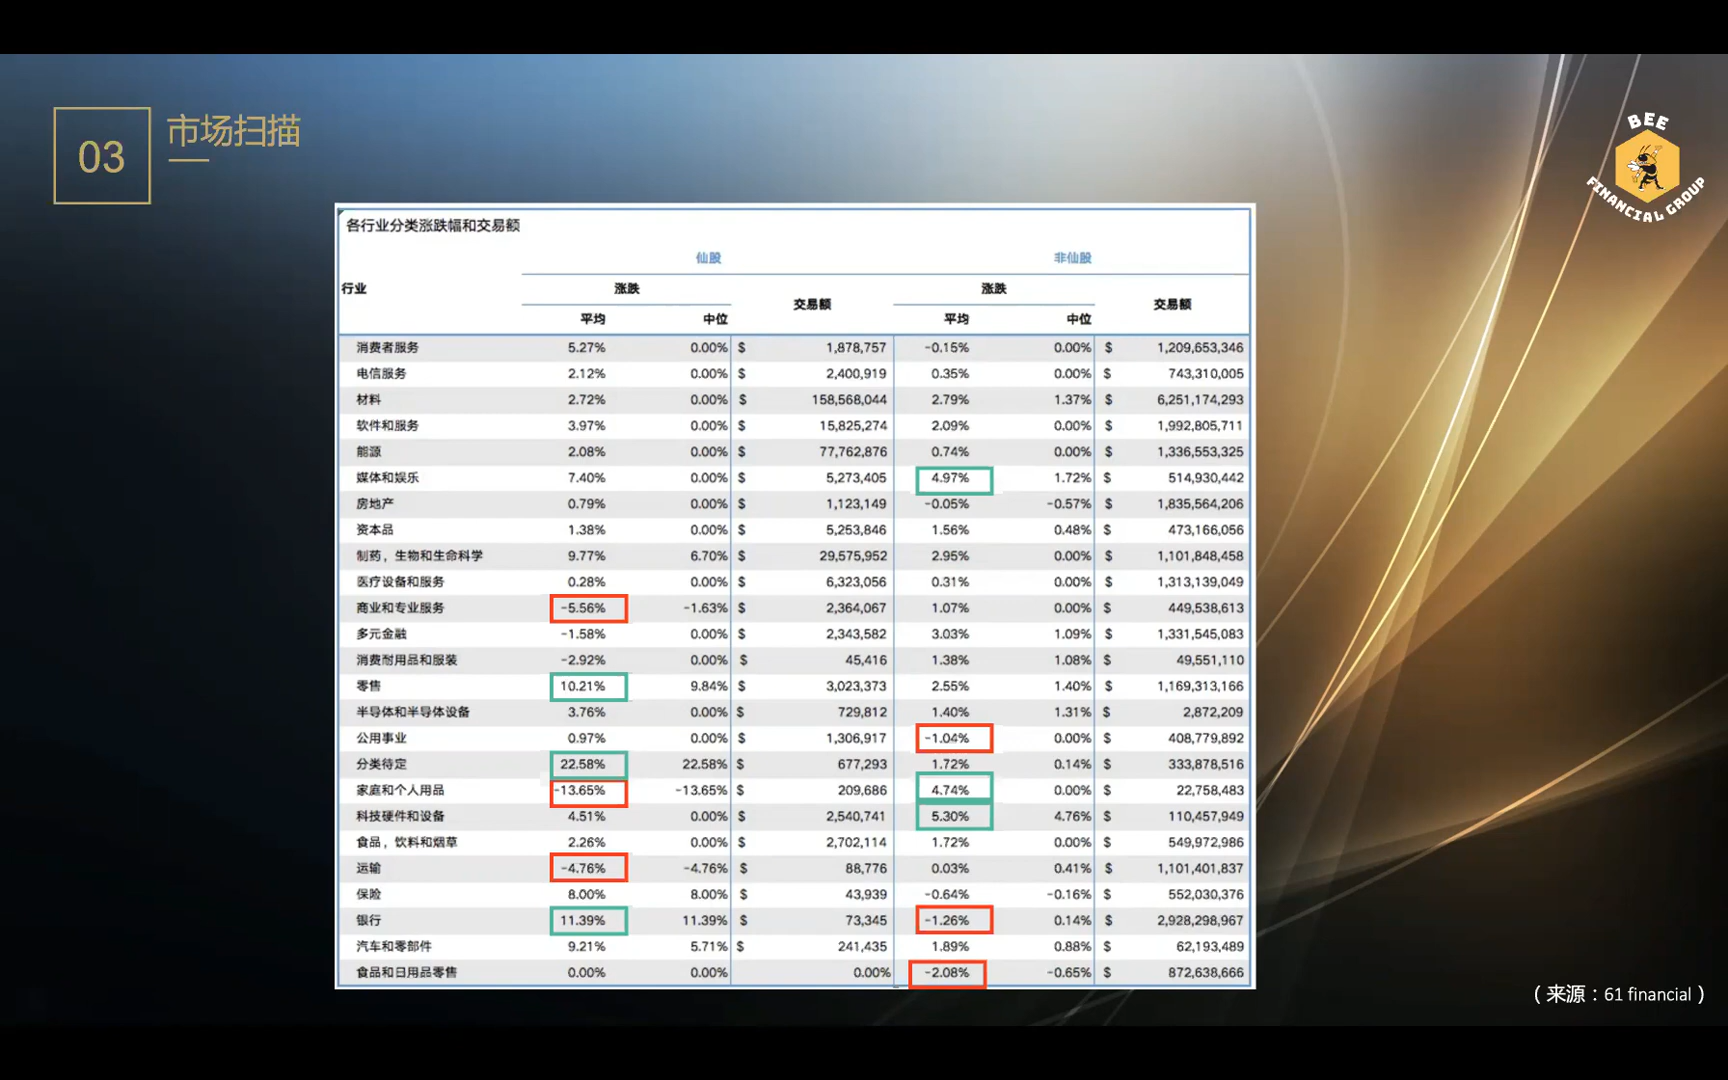 03
市场扫描
BEE
FINANCIAL GROUP
各行业分类涨跌幅和交易额
仙股 非仙股
行业 涨跌 交易额 涨跌 交易额
平均 中位 平均 中位
消费者服务 5.27% 0.00% $ 1,878,757 -0.15% 0.00% $ 1,209,653,346
电信服务 2.12% 0.00% $ 2,400,919 0.35% 0.00% $ 743,310,005
材料 2.72% 0.00% $ 158,568,044 2.79% 1.37% $ 6,251,174,293
软件和服务 3.97% 0.00% $ 15,825,274 2.09% 0.00% $ 1,992,805,711
能源 2.08% 0.00% $ 77,762,876 0.74% 0.00% $ 1,336,553,325
媒体和娱乐 7.40% 0.00% $ 5,273,405 4.97% 1.72% $ 514,930,442
房地产 0.79% 0.00% $ 1,123,149 -0.05% -0.57% $ 1,835,564,206
资本品 1.38% 0.00% $ 5,253,846 1.56% 0.48% $ 473,166,056
制药，生物和生命科学 9.77% 6.70% $ 29,575,952 2.95% 0.00% $ 1,101,848,458
医疗设备和服务 0.28% 0.00% $ 6,323,056 0.31% 0.00% $ 1,313,139,049
商业和专业服务 -5.56% -1.63% $ 2,364,067 1.07% 0.00% $ 449,538,613
多元金融 -1.58% 0.00% $ 2,343,582 3.03% 1.09% $ 1,331,545,083
消费耐用品和服装 -2.92% 0.00% $ 45,416 1.38% 1.08% $ 49,551,110
零售 10.21% 9.84% $ 3,023,373 2.55% 1.40% $ 1,169,313,166
半导体和半导体设备 3.76% 0.00% $ 729,812 1.40% 1.31% $ 2,872,209
公用事业 0.97% 0.00% $ 1,306,917 -1.04% 0.00% $ 408,779,892
分类待定 22.58% 22.58% $ 677,293 1.72% 0.14% $ 333,878,516
家庭和个人用品 -13.65% -13.65% $ 209,686 4.74% 0.00% $ 22,758,483
科技硬件和设备 4.51% 0.00% $ 2,540,741 5.30% 4.76% $ 110,457,949
食品，饮料和烟草 2.26% 0.00% $ 2,702,114 1.72% 0.00% $ 549,972,986
运输 -4.76% -4.76% $ 88,776 0.03% 0.41% $ 1,101,401,837
保险 8.00% 8.00% $ 43,939 -0.64% -0.16% $ 552,030,376
银行 11.39% 11.39% $ 73,345 -1.26% 0.14% $ 2,928,298,967
汽车和零部件 9.21% 5.71% $ 241,435 1.89% 0.88% $ 62,193,489
食品和日用品零售 0.00% 0.00% 0.00% -2.08% -0.65% $ 872,638,666
（来源：61 financial）